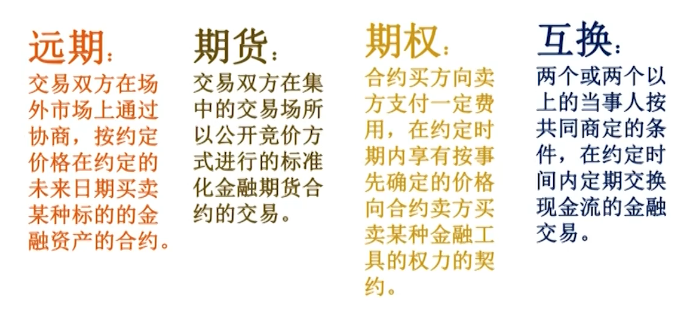 远期：
交易双方在场
外市场上通过
协商，按约定
价格在约定的
未来日期买卖
某种标的的金
融资产的合约。
期货：
交易双方在集
中的交易场所
以公开竞价方
式进行的标准
化金融期货合
约的交易。
期权：
合约买方向卖
方支付一定费
用，在约定时
期内享有按事
先确定的价格
向合约卖方买
卖某种金融工
具的权力的契
约。
互换：
两个或两个以
上的当事人按
共同商定的条
件，在约定时
间内定期交换
现金流的金融
交易。